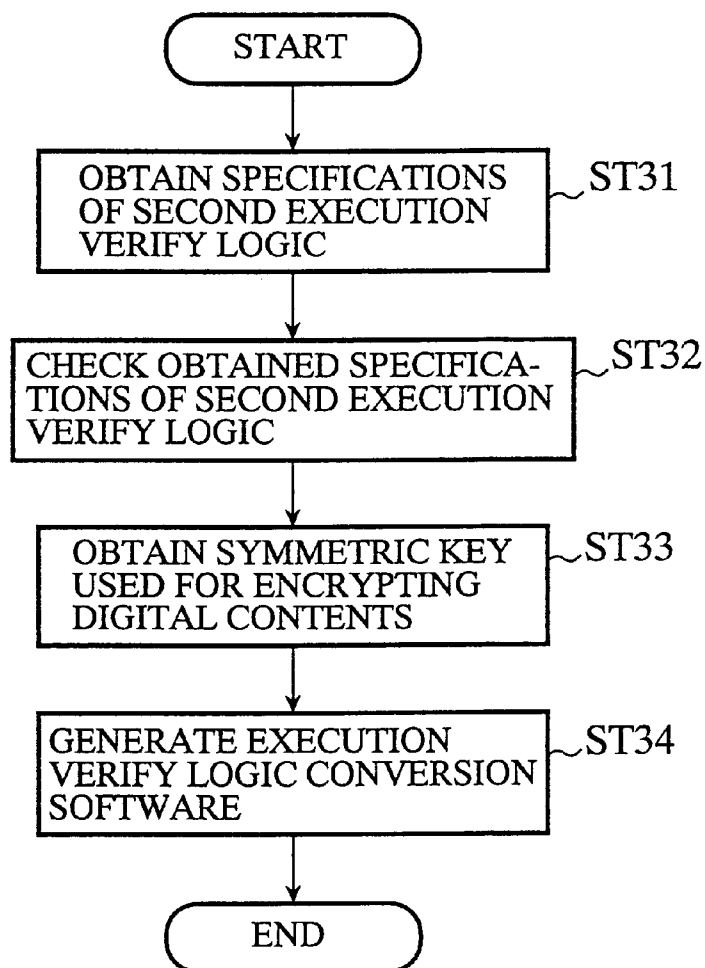 START
OBTAIN SPECIFICATIONS
OF SECOND EXECUTION
VERIFY LOGIC
ST31
CHECK OBTAINED SPECIFICA-
TIONS OF SECOND EXECUTION
VERIFY LOGIC
ST32
OBTAIN SYMMETRIC KEY
USED FOR ENCRYPTING
DIGITAL CONTENTS
ST33
GENERATE EXECUTION
VERIFY LOGIC CONVERSION
SOFTWARE
ST34
END